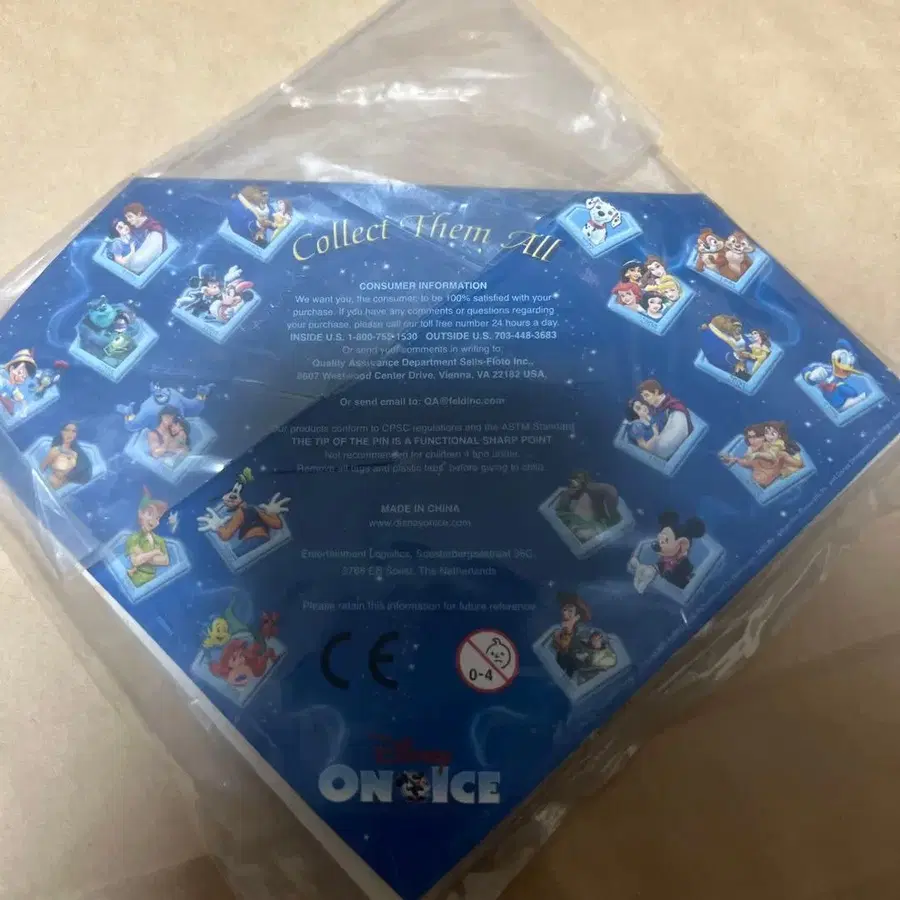 Collect Them All
CONSUMER INFORMATION
We want you, the consumer, to be 100% satisfied with your
purchase. If you have any comments or questions regarding
your purchase, please call our toll free number 24 hours a day.
INSIDE U.S. 1-800-755-1530 OUTSIDE U.S. 703-448-3683
Or send your comments in writing to:
Quality Assurance Department Sells-Floto Inc.,
8607 Westwood Center Drive, Vienna, VA 22182 USA,
Or send email to: QA@feldinc.com
our products conform to CPSC regulations and the ASTM Standard
THE TIP OF THE PIN IS A FUNCTIONAL SHARP POINT
Not recommended for children 4 and under.
Remove all tags and plastic before giving to child.
MADE IN CHINA
www.disneyonice.com
Entertainment Logistics,
3768 EB Soest, The Netherlands
Please retain this information for future reference
CE
0-4
Disney
ON ICE